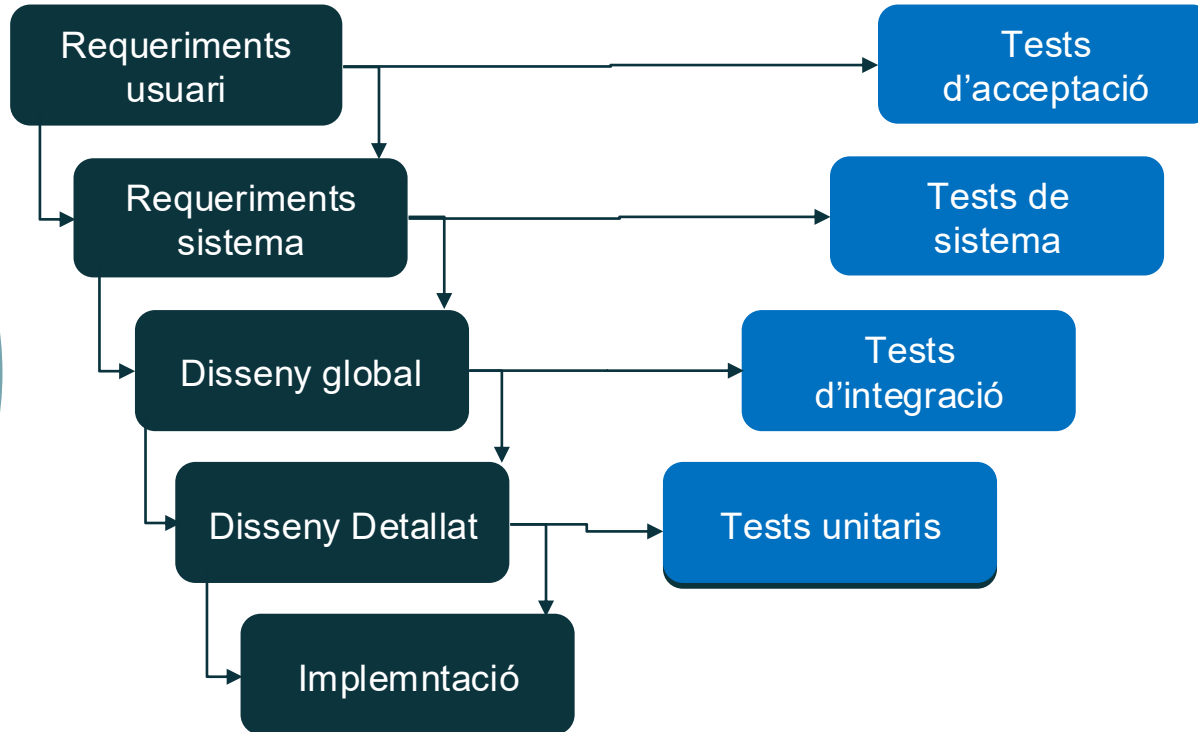 Requeriments
usuari
Tests
d’acceptació
Requeriments
sistema
Tests de
sistema
Disseny global
Tests
d’integració
Disseny Detallat
Tests unitaris
Implemntació